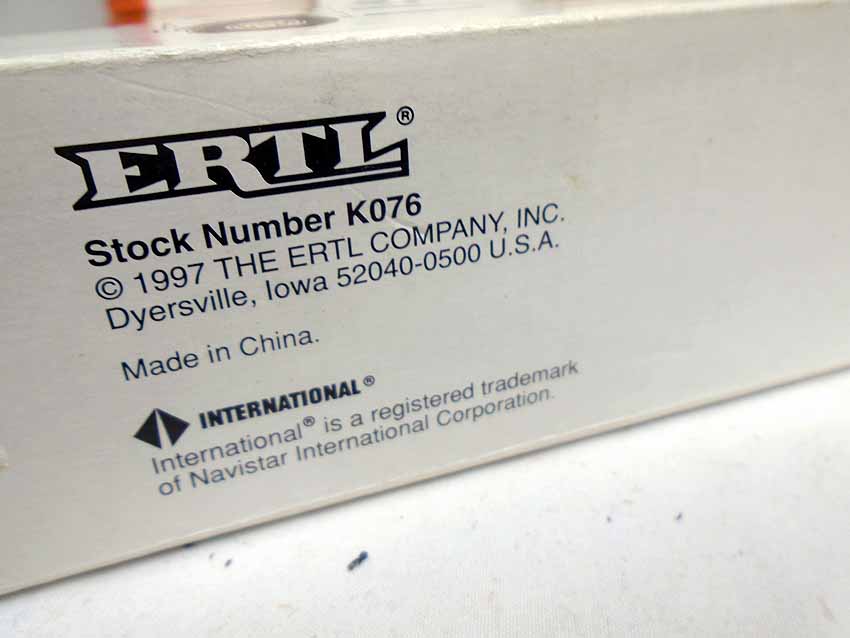 ERTL®
Stock Number K076
© 1997 THE ERTL COMPANY, INC.
Dyersville, Iowa 52040-0500 U.S.A.
Made in China.
INTERNATIONAL®
International® is a registered trademark
of Navistar International Corporation.